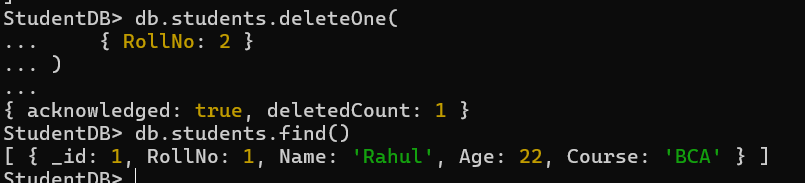 ]
StudentDB> db.students.deleteOne(
...     { RollNo: 2 }
... )
...
{ acknowledged: true, deletedCount: 1 }
StudentDB> db.students.find()
[ { _id: 1, RollNo: 1, Name: 'Rahul', Age: 22, Course: 'BCA' } ]
StudentDB>